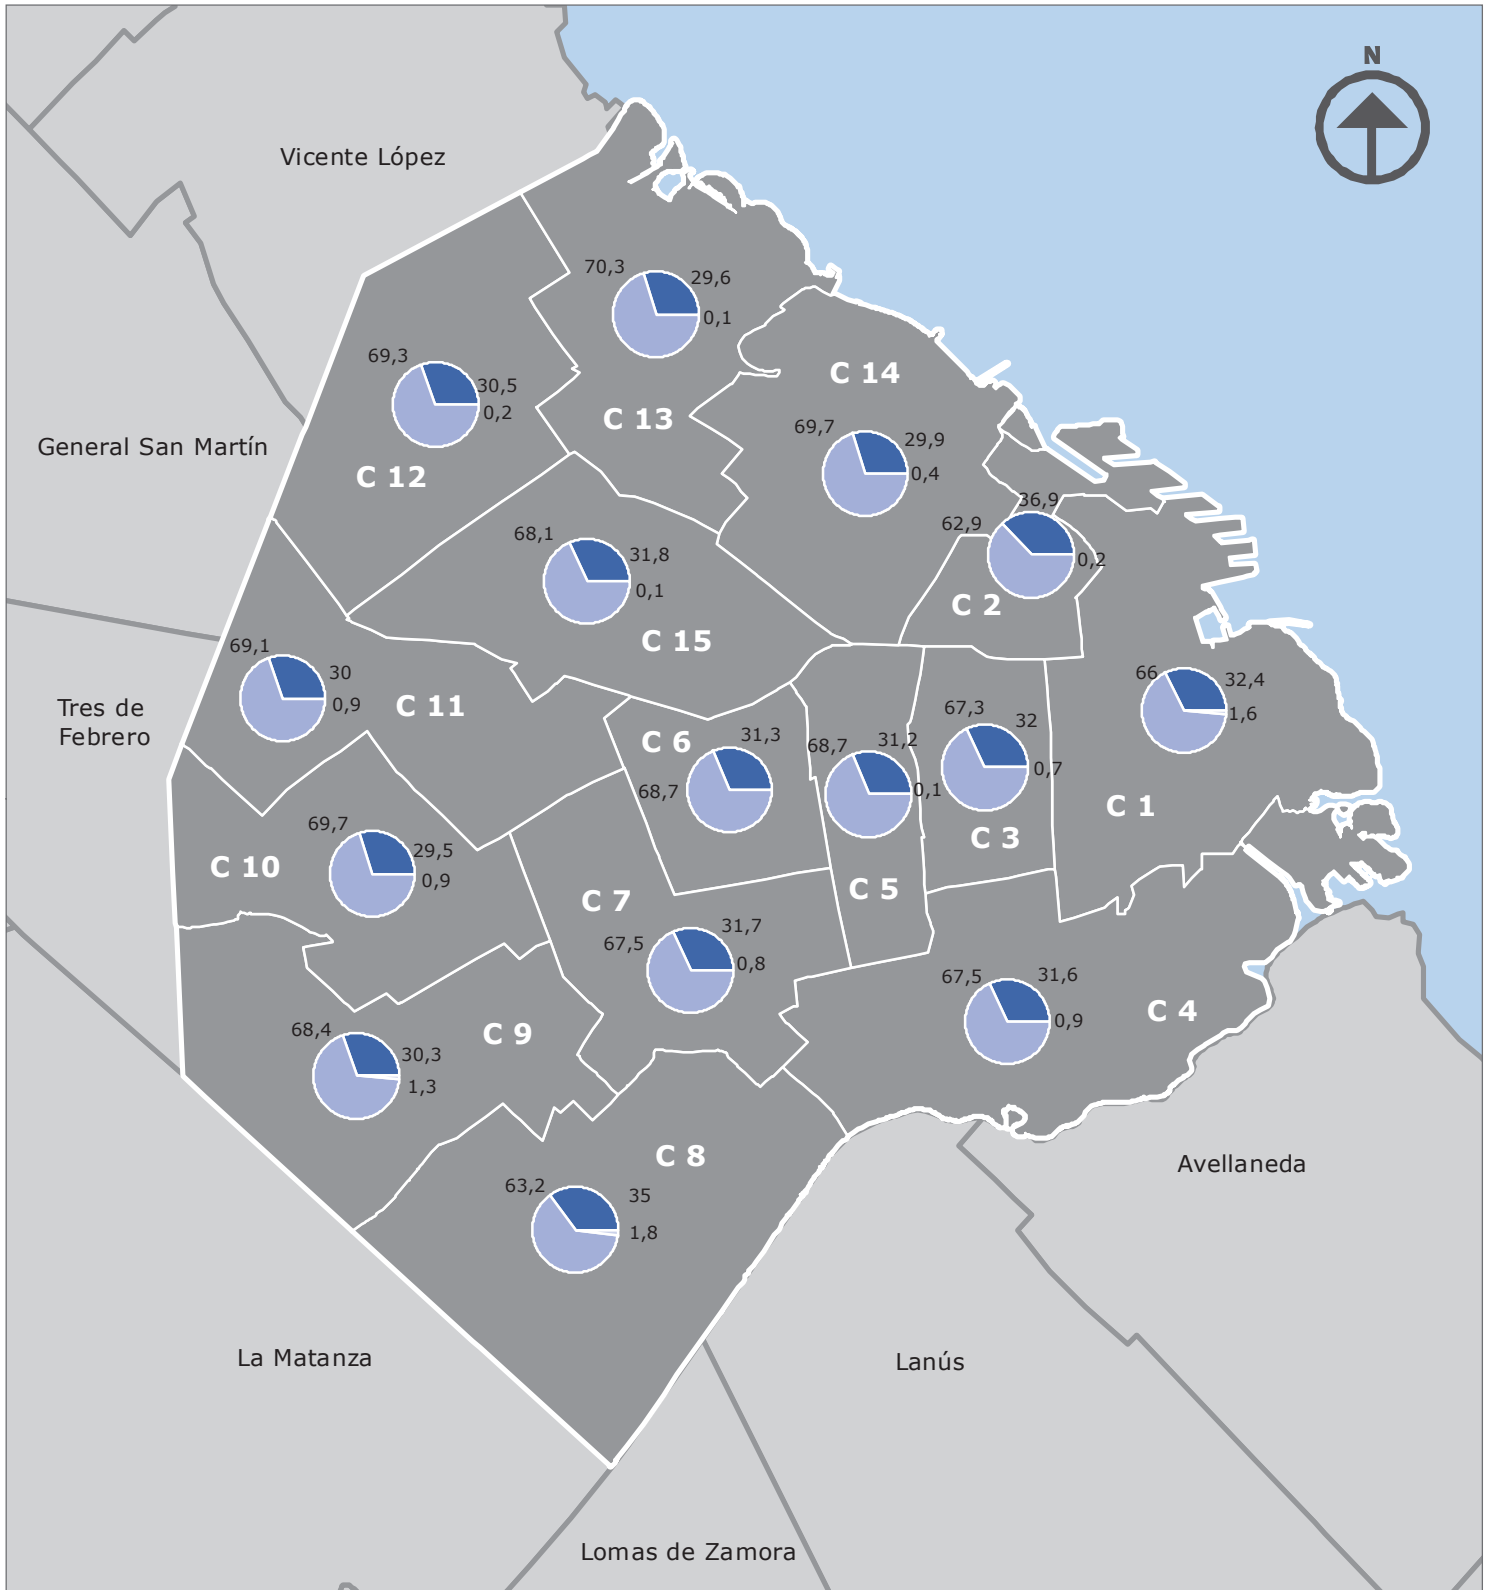 N
Vicente López
70,3
29,6
0,1
C 13
69,3
30,5
0,2
C 12
C 14
69,7
29,9
0,4
General San Martín
36,9
62,9
0,2
C 2
68,1
31,8
0,1
C 15
69,1
30
0,9
C 11
Tres de
Febrero
66
32,4
1,6
C 1
67,3
32
0,7
C 3
C 6
31,3
68,7
68,7
31,2
0,1
C 5
69,7
29,5
0,9
C 10
C 7
31,7
67,5
0,8
67,5
31,6
0,9
C 4
C 9
68,4
30,3
1,3
C 8
63,2
35
1,8
Avellaneda
La Matanza
Lanús
Lomas de Zamora